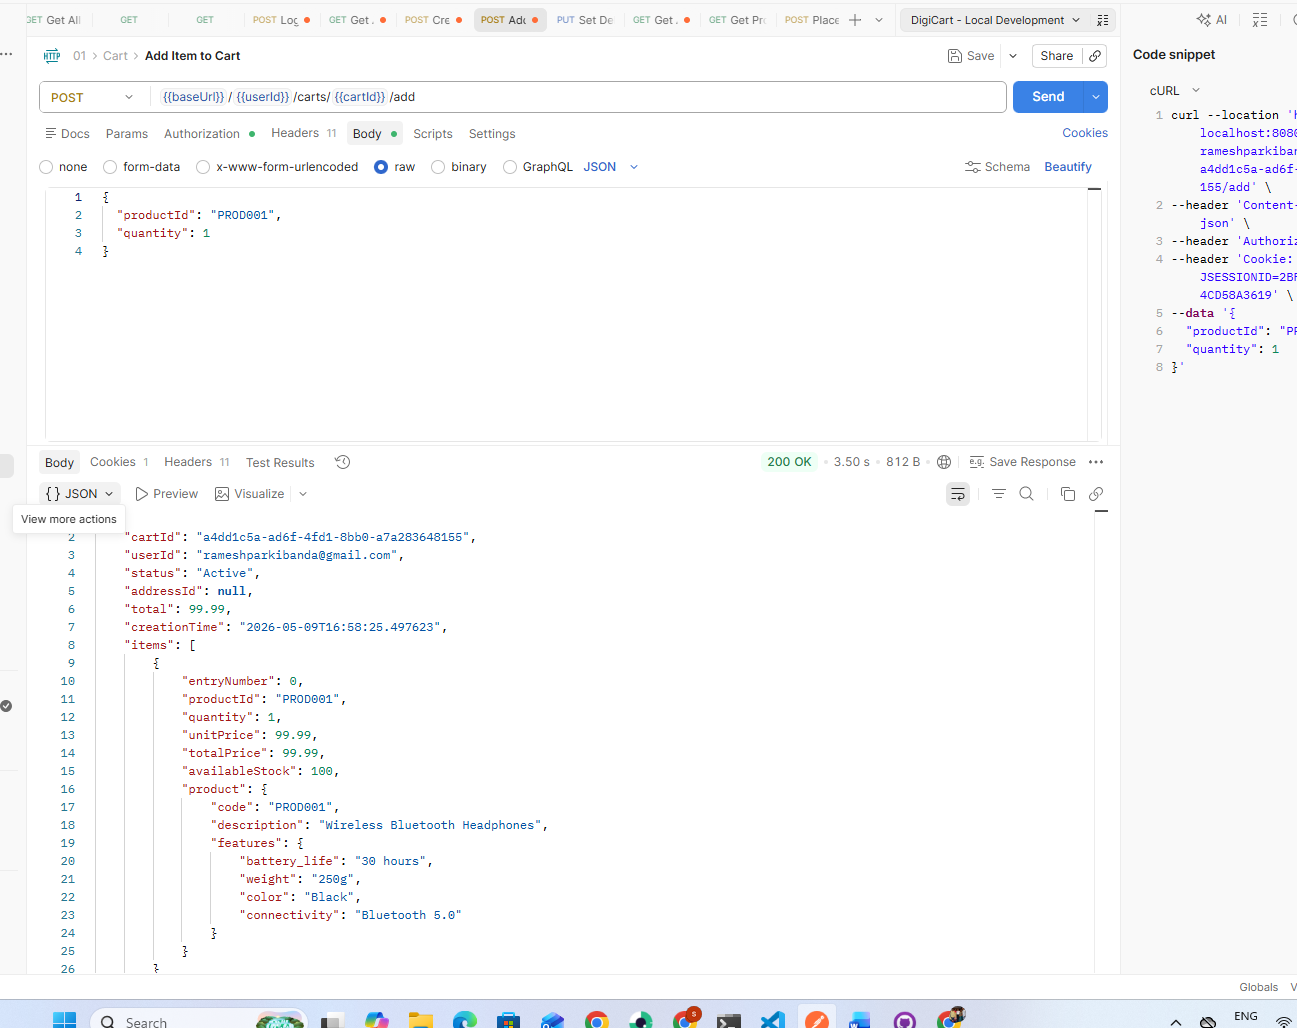 GET Get All
GET
GET
POST Log
GET Get
POST Cre
POST Add
PUT Set De
GET Get
GET Get Pr
POST Place
DigiCart - Local Development
AI
HTTP 01 > Cart > Add Item to Cart
Save
Share
Code snippet
POST {{baseUrl}} / {{userId}} /carts/ {{cartId}} /add
Send
cURL
Docs Params Authorization Headers 11 Body Scripts Settings
Cookies
none form-data x-www-form-urlencoded raw binary GraphQL JSON
Schema Beautify
1 {
2 "productId": "PROD001",
3 "quantity": 1
4 }
1 curl --location '
localhost:808
rameshparkiba
a4dd1c5a-ad6f-
155/add' \
2 --header 'Content-
json' \
3 --header 'Authori
4 --header 'Cookie:
JSESSIONID=2B
4CD58A3619' \
5 --data '{
6 "productId": "P
7 "quantity": 1
8 }'
Body Cookies 1 Headers 11 Test Results
200 OK • 3.50 s • 812 B
e.g. Save Response
{} JSON Preview Visualize
View more actions
2 "cartId": "a4dd1c5a-ad6f-4fd1-8bb0-a7a283648155",
3 "userId": "rameshparkibanda@gmail.com",
4 "status": "Active",
5 "addressId": null,
6 "total": 99.99,
7 "creationTime": "2026-05-09T16:58:25.497623",
8 "items": [
9 {
10 "entryNumber": 0,
11 "productId": "PROD001",
12 "quantity": 1,
13 "unitPrice": 99.99,
14 "totalPrice": 99.99,
15 "availableStock": 100,
16 "product": {
17 "code": "PROD001",
18 "description": "Wireless Bluetooth Headphones",
19 "features": {
20 "battery_life": "30 hours",
21 "weight": "250g",
22 "color": "Black",
23 "connectivity": "Bluetooth 5.0"
24 }
25 }
26 }
Globals
Search
ENG